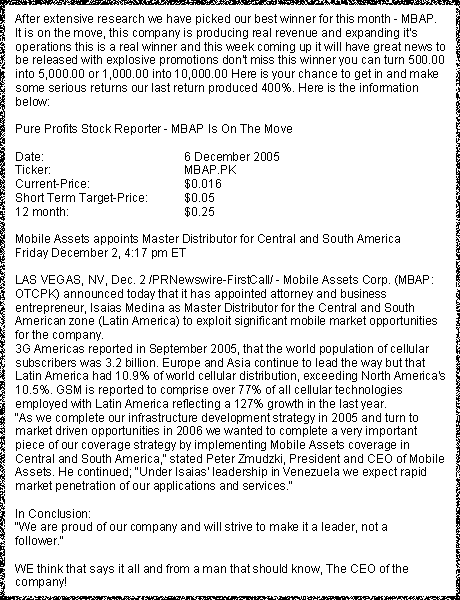 After extensive research we have picked our best winner for this month - MBAP.
It is on the move, this company is producing real revenue and expanding it's
operations this is a real winner and this week coming up it will have great news to
be released with explosive promotions don't miss this winner you can turn 500.00
into 5,000.00 or 1,000.00 into 10,000.00 Here is your chance to get in and make
some serious returns our last return produced 400%. Here is the information
below:
Pure Profits Stock Reporter - MBAP Is On The Move
Date: 6 December 2005
Ticker: MBAP.PK
Current-Price: $0.016
Short Term Target-Price: $0.05
12 month: $0.25
Mobile Assets appoints Master Distributor for Central and South America
Friday December 2, 4:17 pm ET
LAS VEGAS, NV, Dec. 2 /PRNewswire-FirstCall/ - Mobile Assets Corp. (MBAP:
OTCPK) announced today that it has appointed attorney and business
entrepreneur, Isaias Medina as Master Distributor for the Central and South
American zone (Latin America) to exploit significant mobile market opportunities
for the company.
3G Americas reported in September 2005, that the world population of cellular
subscribers was 3.2 billion. Europe and Asia continue to lead the way but that
Latin America had 10.9% of world cellular distribution, exceeding North America's
10.5%. GSM is reported to comprise over 77% of all cellular technologies
employed with Latin America reflecting a 127% growth in the last year.
"As we complete our infrastructure development strategy in 2005 and turn to
market driven opportunities in 2006 we wanted to complete a very important
piece of our coverage strategy by implementing Mobile Assets coverage in
Central and South America," stated Peter Zmudzki, President and CEO of Mobile
Assets. He continued; "Under Isaias' leadership in Venezuela we expect rapid
market penetration of our applications and services."
In Conclusion:
"We are proud of our company and will strive to make it a leader, not a
follower."
WE think that says it all and from a man that should know, The CEO of the
company!